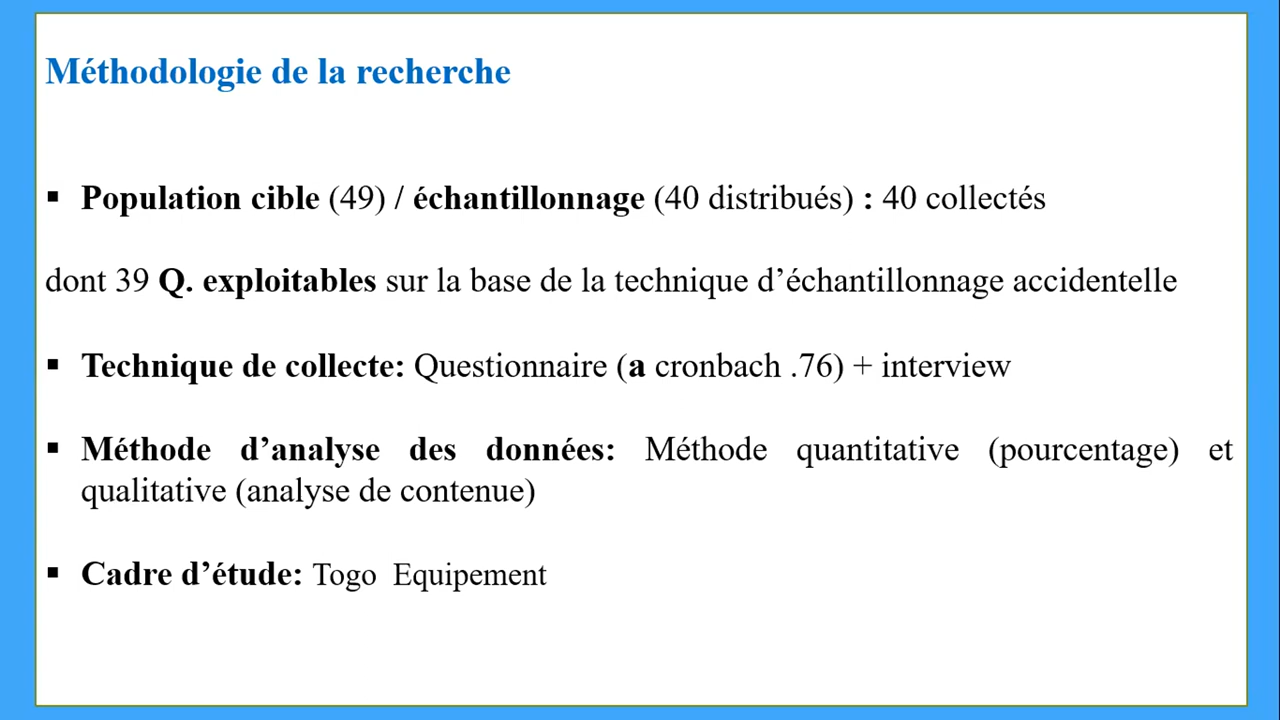 Méthodologie de la recherche
▪ Population cible (49) / échantillonnage (40 distribués) : 40 collectés
dont 39 Q. exploitables sur la base de la technique d’échantillonnage accidentelle
▪ Technique de collecte: Questionnaire (a cronbach .76) + interview
▪ Méthode d’analyse des données: Méthode quantitative (pourcentage) et
qualitative (analyse de contenue)
▪ Cadre d’étude: Togo Equipement